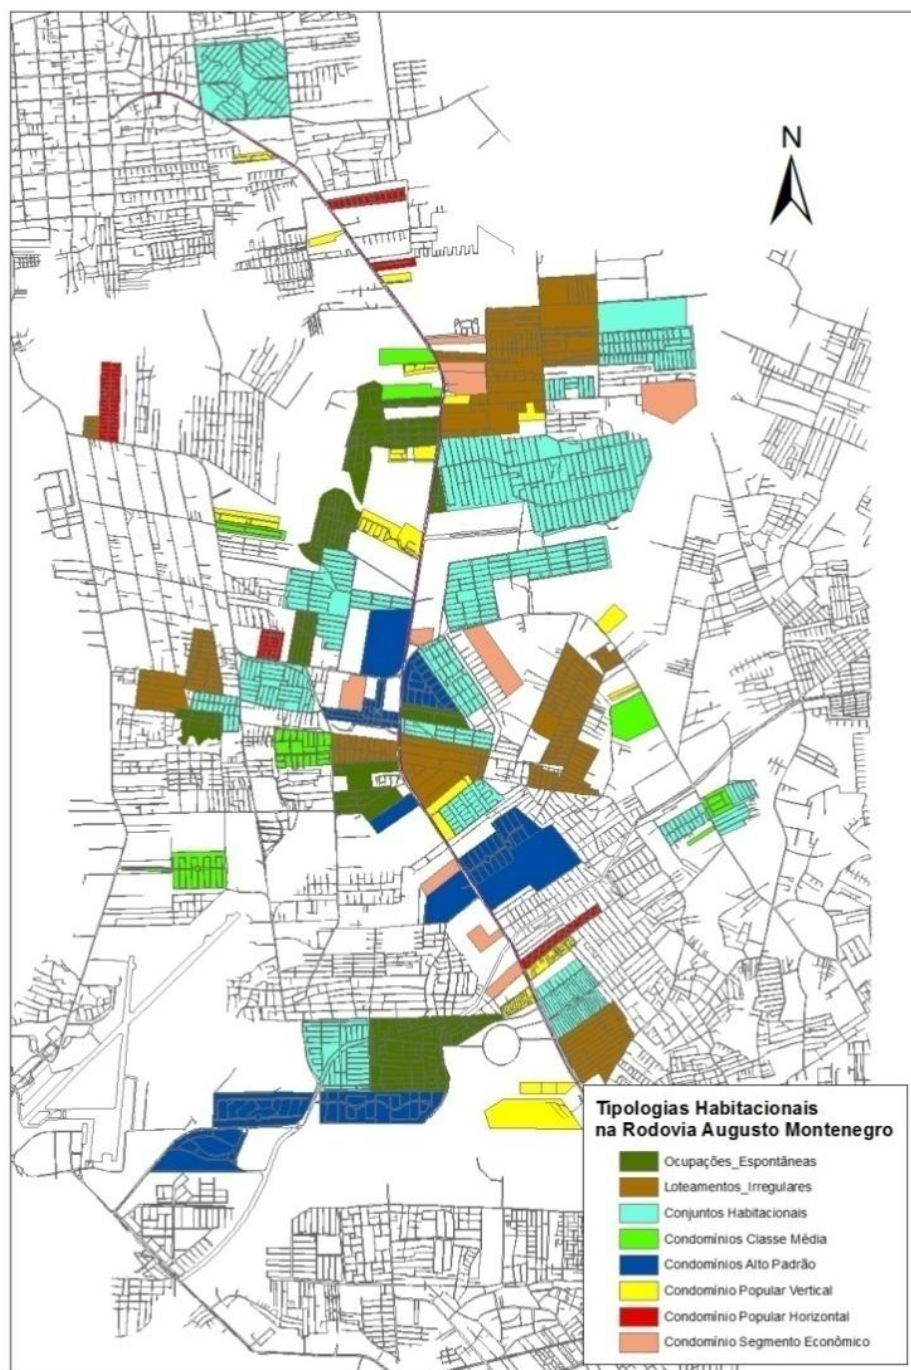 N
Tipologias Habitacionais
na Rodovia Augusto Montenegro
Ocupações_Espontâneas
Loteamentos_Irregulares
Conjuntos Habitacionais
Condomínios Classe Média
Condomínios Alto Padrão
Condomínio Popular Vertical
Condomínio Popular Horizontal
Condomínio Segmento Econômico